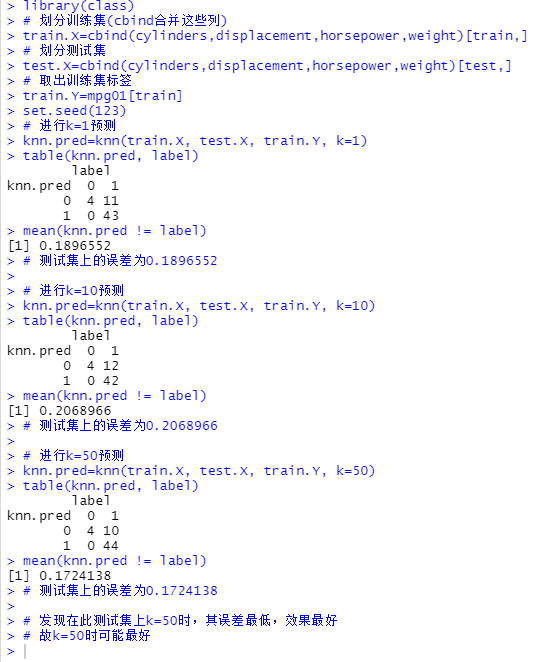 > library(class)
> # 划分训练集(cbind合并这些列)
> train.X=cbind(cylinders,displacement,horsepower,weight)[train,]
> # 划分测试集
> test.X=cbind(cylinders,displacement,horsepower,weight)[test,]
> # 取出训练集标签
> train.Y=mpg01[train]
> set.seed(123)
> # 进行k=1预测
> knn.pred=knn(train.X, test.X, train.Y, k=1)
> table(knn.pred, label)
label
knn.pred 0 1
0 4 11
1 0 43
> mean(knn.pred != label)
[1] 0.1896552
> # 测试集上的误差为0.1896552
>
> # 进行k=10预测
> knn.pred=knn(train.X, test.X, train.Y, k=10)
> table(knn.pred, label)
label
knn.pred 0 1
0 4 12
1 0 42
> mean(knn.pred != label)
[1] 0.2068966
> # 测试集上的误差为0.2068966
>
> # 进行k=50预测
> knn.pred=knn(train.X, test.X, train.Y, k=50)
> table(knn.pred, label)
label
knn.pred 0 1
0 4 10
1 0 44
> mean(knn.pred != label)
[1] 0.1724138
> # 测试集上的误差为0.1724138
>
> # 发现在此测试集上k=50时，其误差最低，效果最好
> # 故k=50时可能最好
>